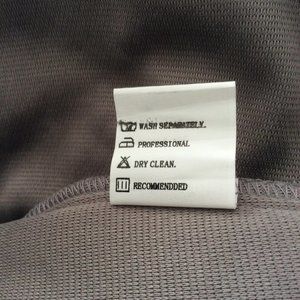 WASH SEPARATELY.
PROFESSIONAL
DRY CLEAN.
RECOMMENDDED